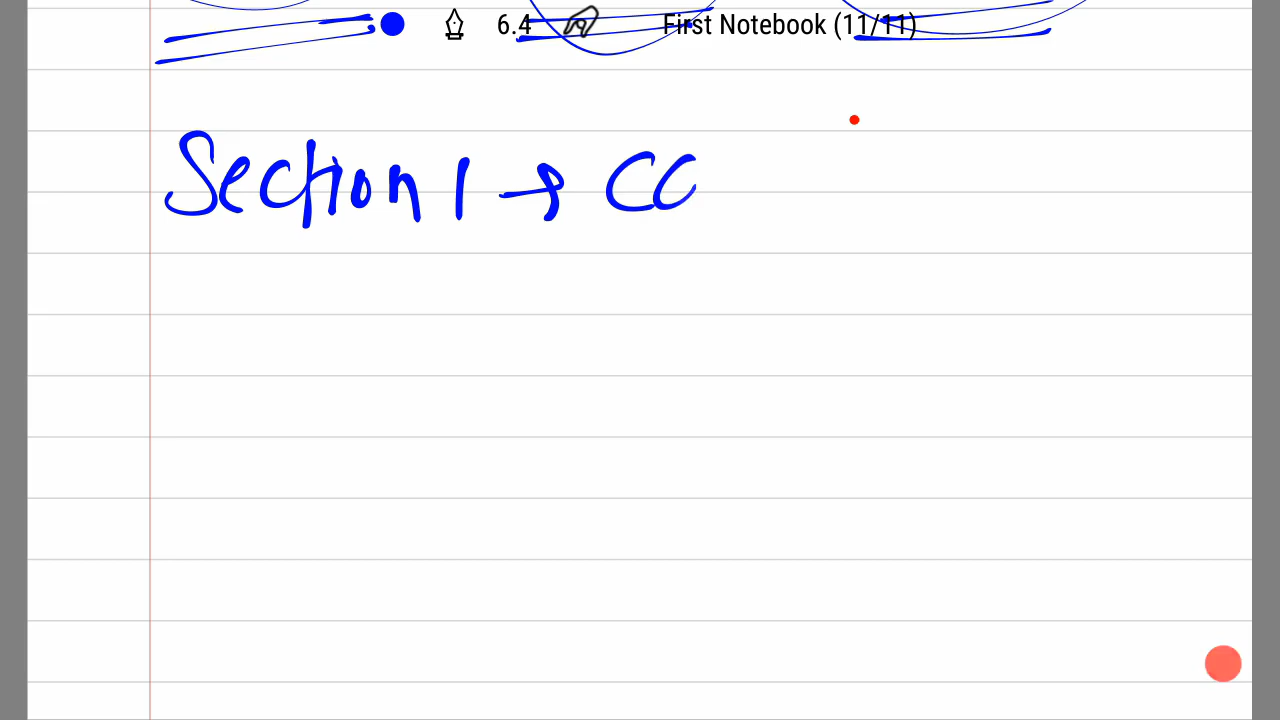 6.4 First Notebook (11/11)
Section 1 → CC